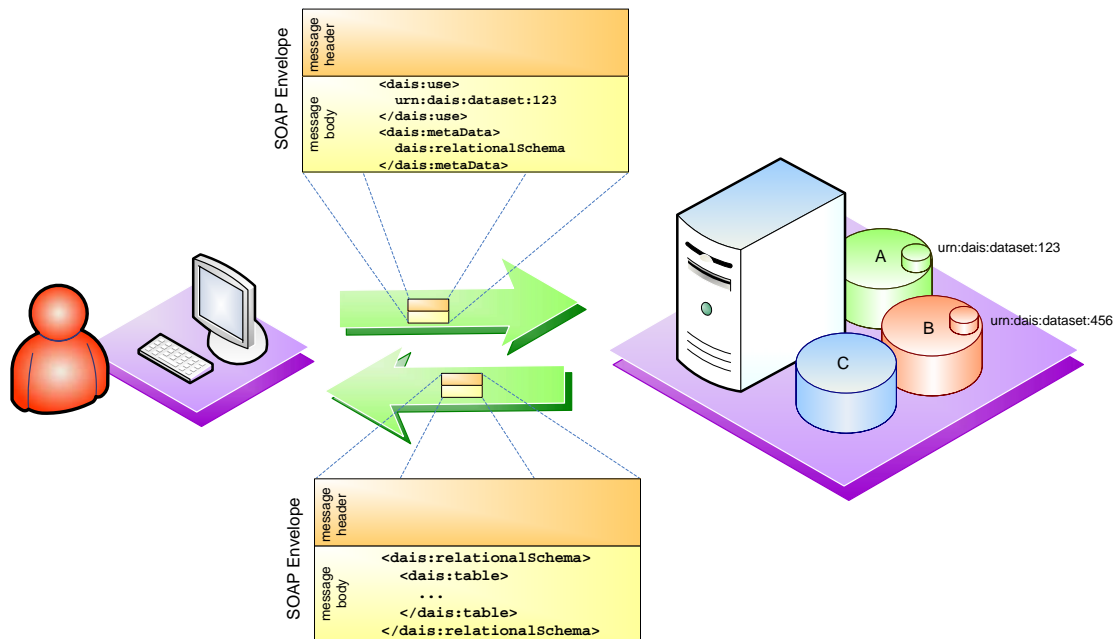 SOAP Envelope
message
header
message
body
<dais:use>
urn:dais:dataset:123
</dais:use>
<dais:metaData>
dais:relationalSchema
</dais:metaData>
A
urn:dais:dataset:123
B
urn:dais:dataset:456
C
SOAP Envelope
message
header
message
body
<dais:relationalSchema>
<dais:table>
...
</dais:table>
</dais:relationalSchema>